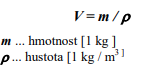 V = m / ρ
m ... hmotnost [1 kg ]
ρ ... hustota [1 kg / m³ ]